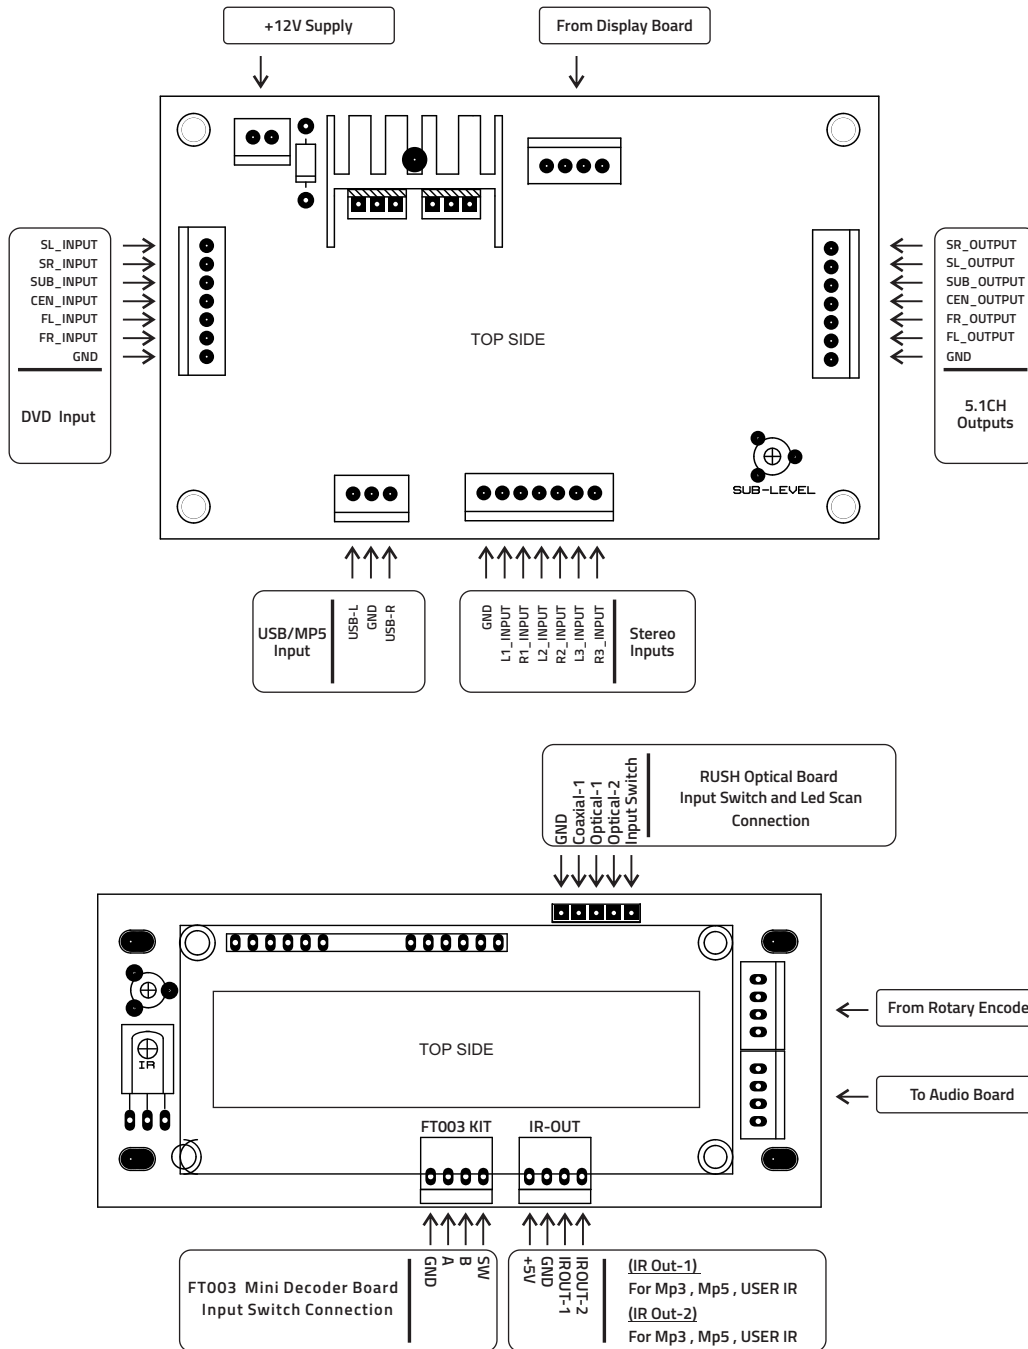 +12V Supply
From Display Board
SL_INPUT
SR_INPUT
SUB_INPUT
CEN_INPUT
FL_INPUT
FR_INPUT
GND
DVD Input
TOP SIDE
SR_OUTPUT
SL_OUTPUT
SUB_OUTPUT
CEN_OUTPUT
FR_OUTPUT
FL_OUTPUT
GND
5.1CH
Outputs
SUB-LEVEL
USB/MP5
Input
USB-L
GND
USB-R
GND
L1_INPUT
R1_INPUT
L2_INPUT
R2_INPUT
L3_INPUT
R3_INPUT
Stereo
Inputs
GND
Coaxial-1
Optical-1
Optical-2
Input Switch
RUSH Optical Board
Input Switch and Led Scan
Connection
IR
TOP SIDE
From Rotary Encode
To Audio Board
FT003 KIT
IR-OUT
FT003 Mini Decoder Board
Input Switch Connection
GND
A
B
SW
+5V
GND
IROUT-1
IROUT-2
(IR Out-1)
For Mp3 , Mp5 , USER IR
(IR Out-2)
For Mp3 , Mp5 , USER IR